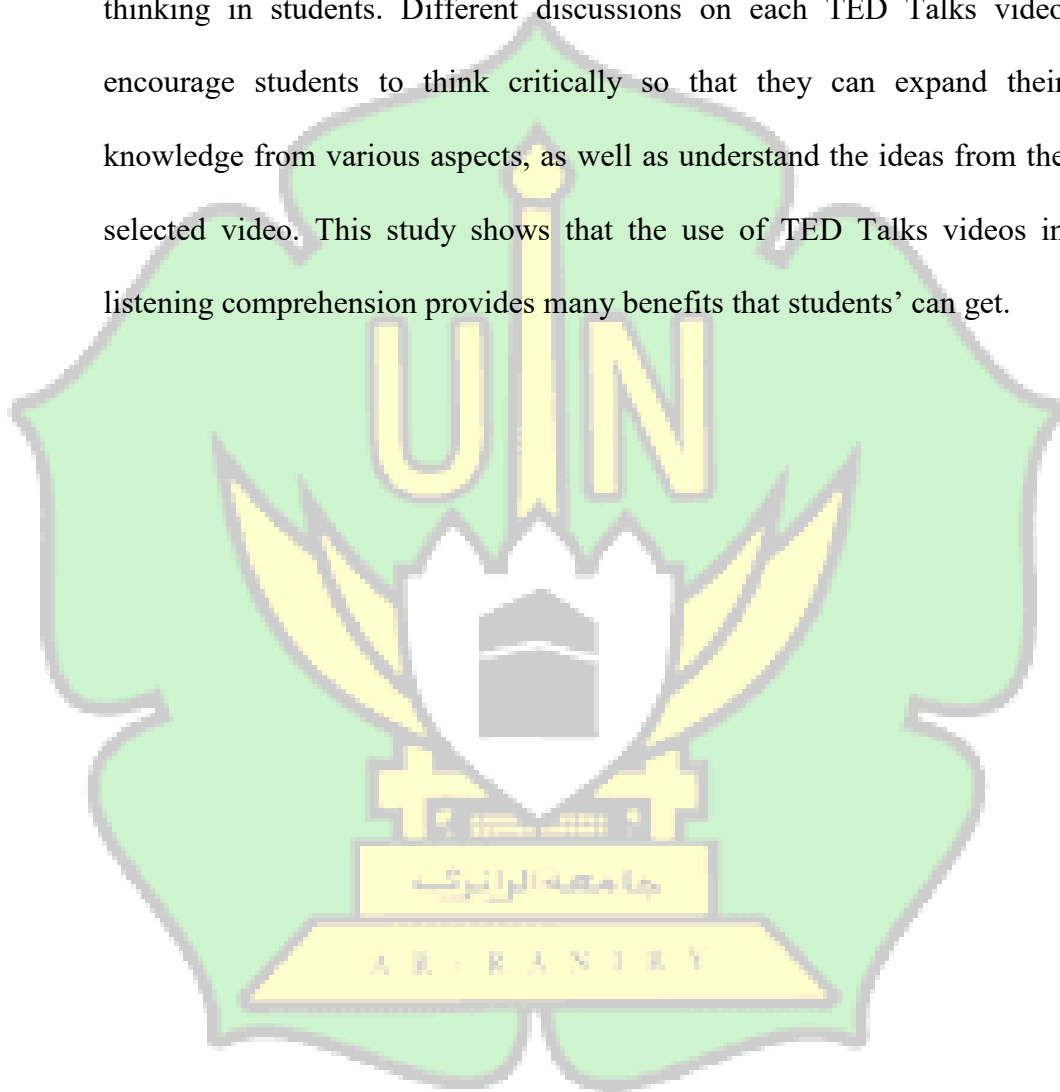 thinking in students. Different discussions on each TED Talks video
encourage students to think critically so that they can expand their
knowledge from various aspects, as well as understand the ideas from the
selected video. This study shows that the use of TED Talks videos in
listening comprehension provides many benefits that students’ can get.
UIN
جامعة الرانري
AR-RANIRY